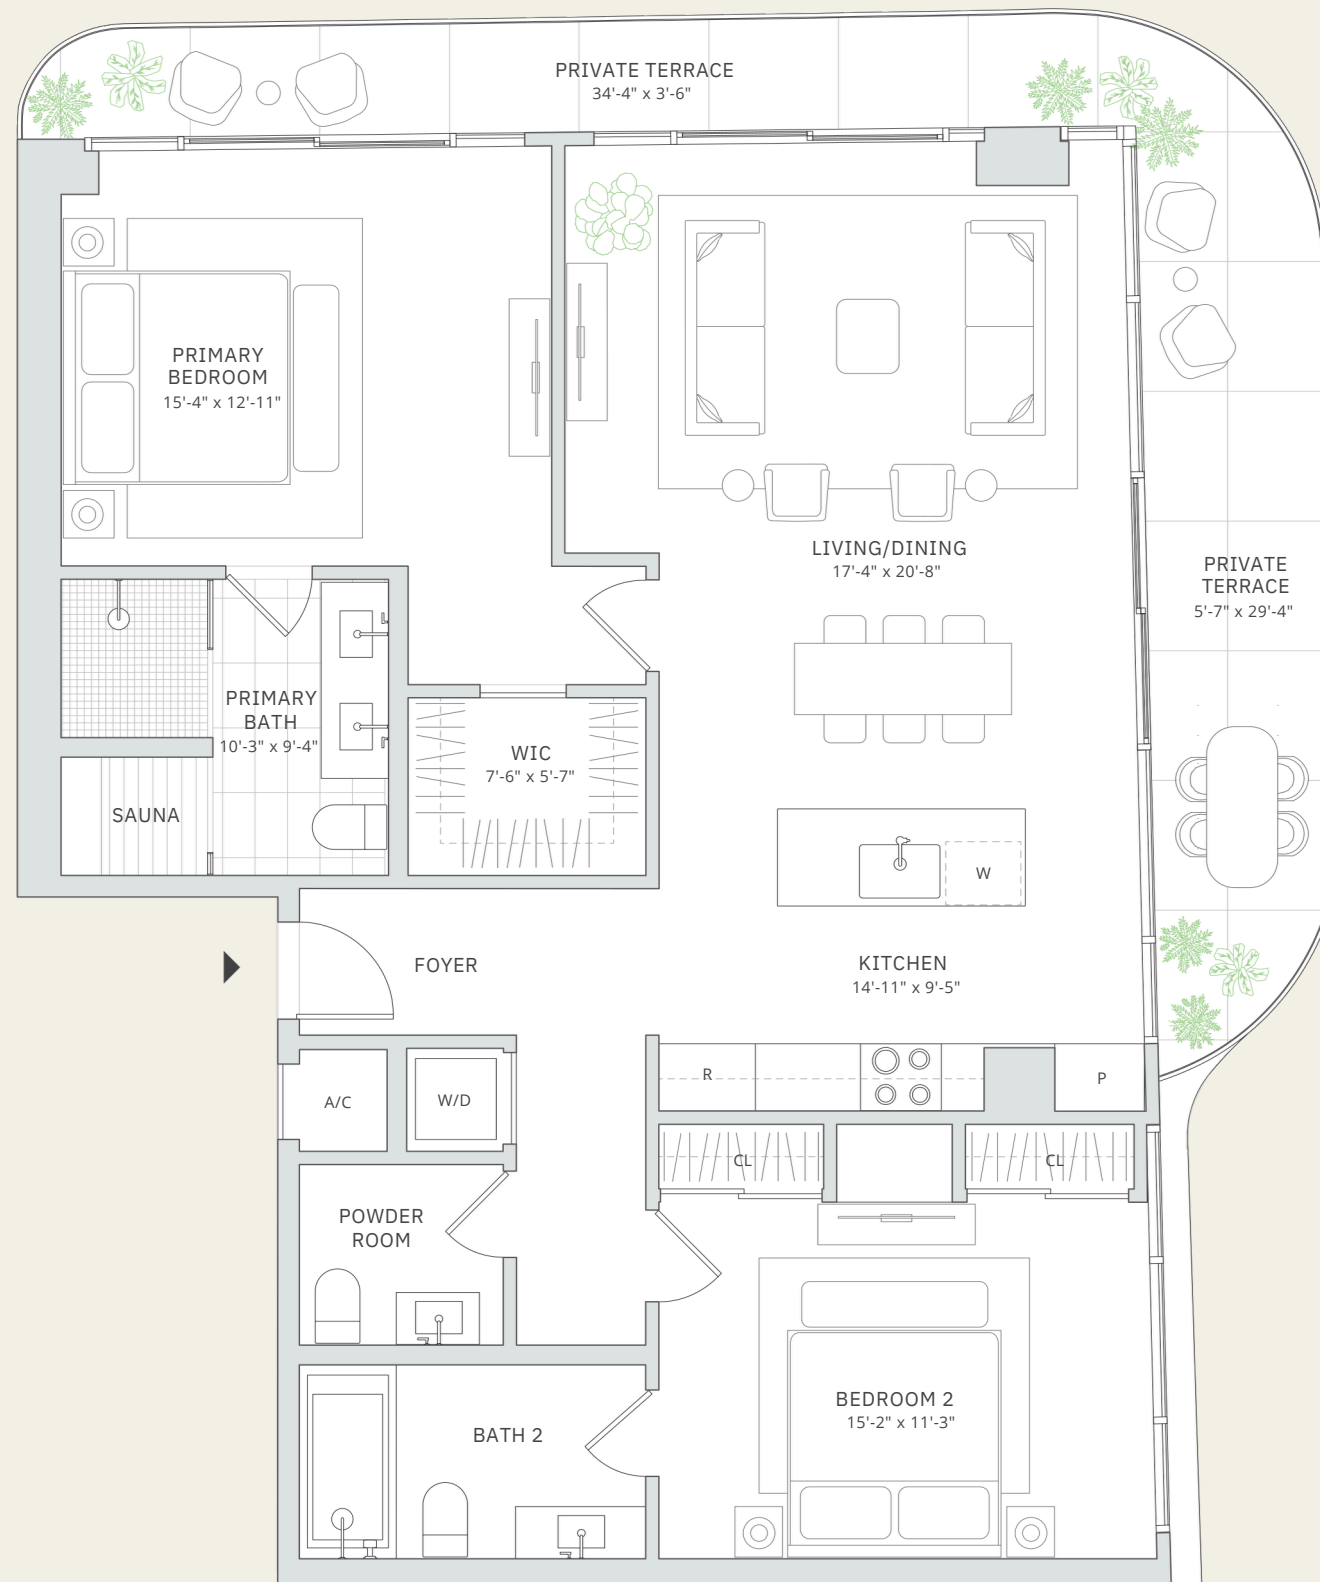 PRIVATE TERRACE
34'-4" x 3'-6"
PRIMARY
BEDROOM
15'-4" x 12'-11"
LIVING/DINING
17'-4" x 20'-8"
PRIVATE
TERRACE
5'-7" x 29'-4"
PRIMARY
BATH
10'-3" x 9'-4"
WIC
7'-6" x 5'-7"
SAUNA
W
FOYER
KITCHEN
14'-11" x 9'-5"
R
P
A/C
W/D
CL
CL
POWDER
ROOM
BEDROOM 2
15'-2" x 11'-3"
BATH 2